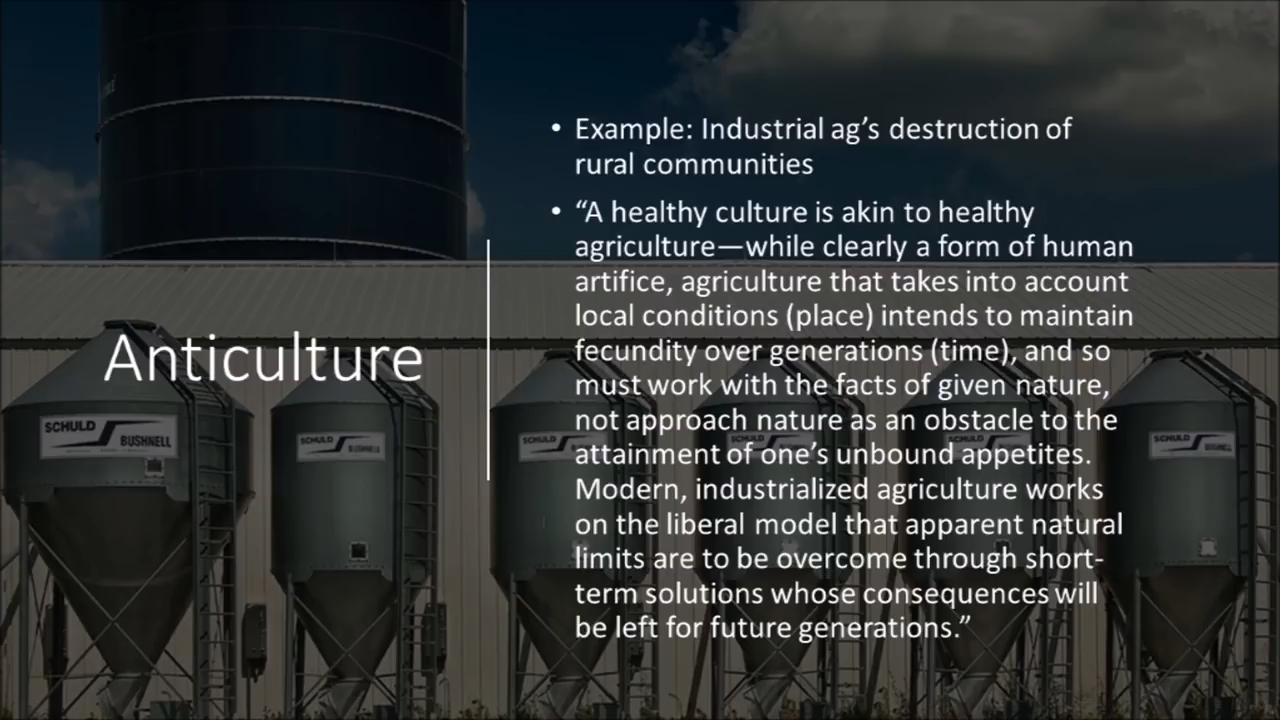 Anticulture
• Example: Industrial ag’s destruction of
rural communities
• “A healthy culture is akin to healthy
agriculture—while clearly a form of human
artifice, agriculture that takes into account
local conditions (place) intends to maintain
fecundity over generations (time), and so
must work with the facts of given nature,
not approach nature as an obstacle to the
attainment of one’s unbound appetites.
Modern, industrialized agriculture works
on the liberal model that apparent natural
limits are to be overcome through short-
term solutions whose consequences will
be left for future generations.”
SCHULD BUSHNELL
SCHULD BUSHNELL
SCHULD
SCHULD BUSHNELL